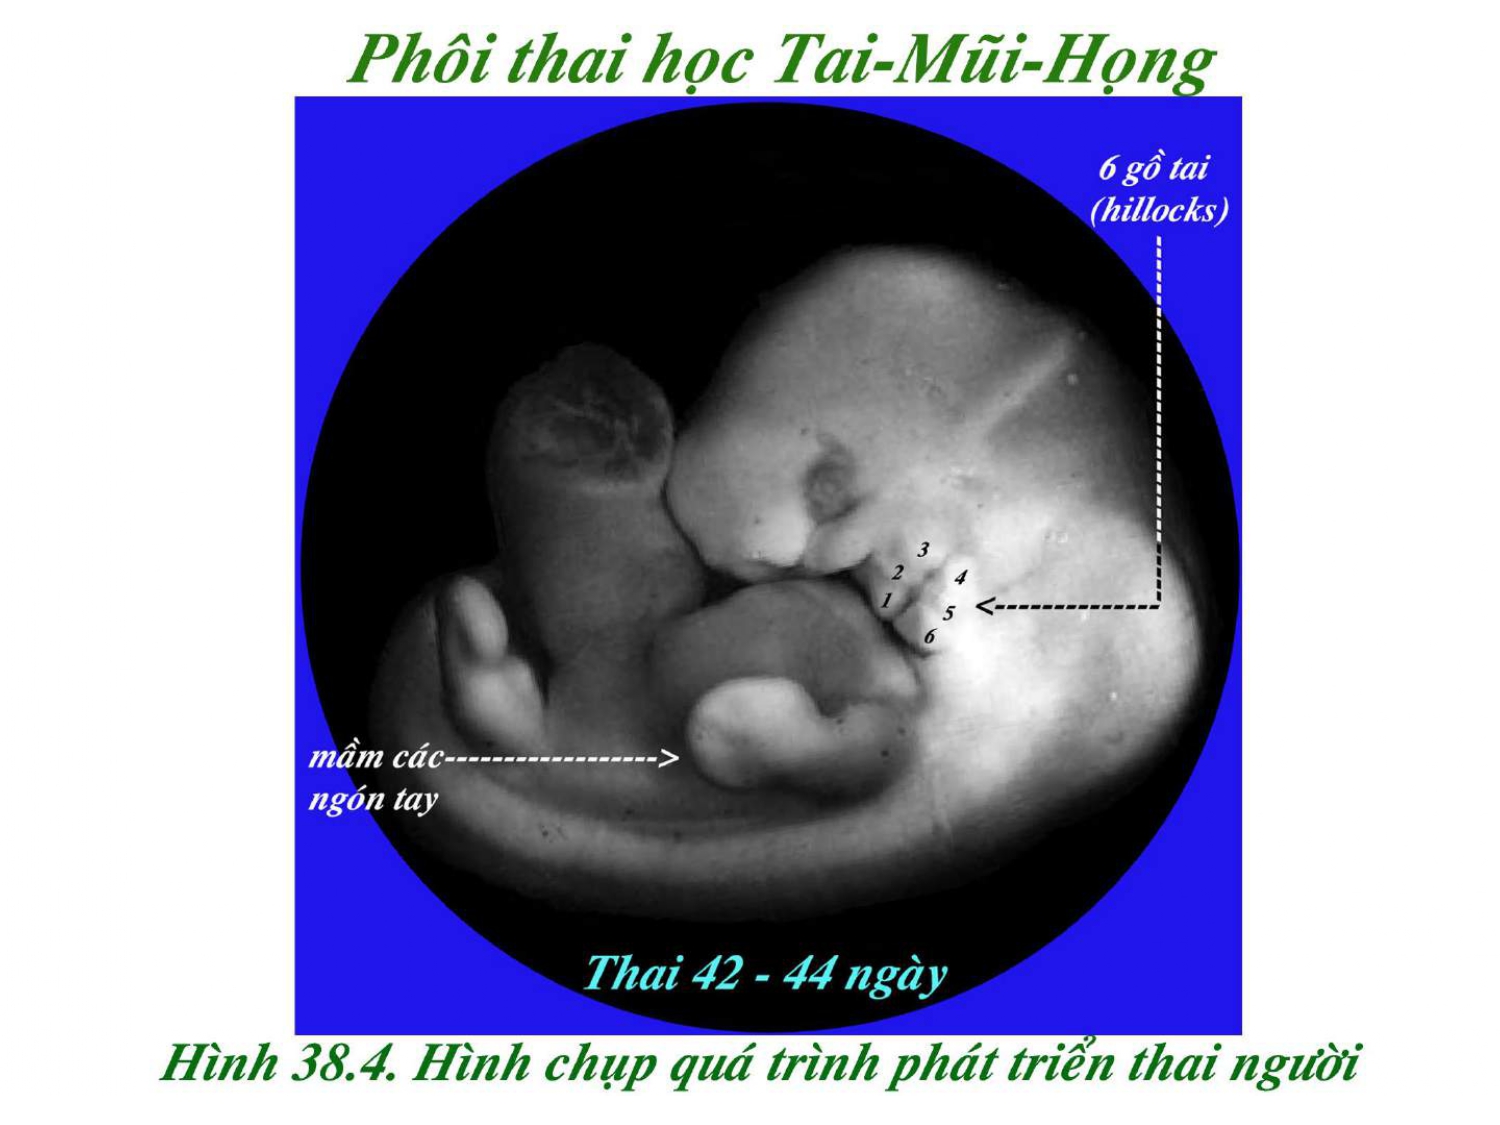 Phôi thai học Tai-Mũi-Họng
6 gồ tai
(hillocks)
3
2
4
1
5
6
mầm các
ngón tay
Thai 42 - 44 ngày
Hình 38.4. Hình chụp quá trình phát triển thai người